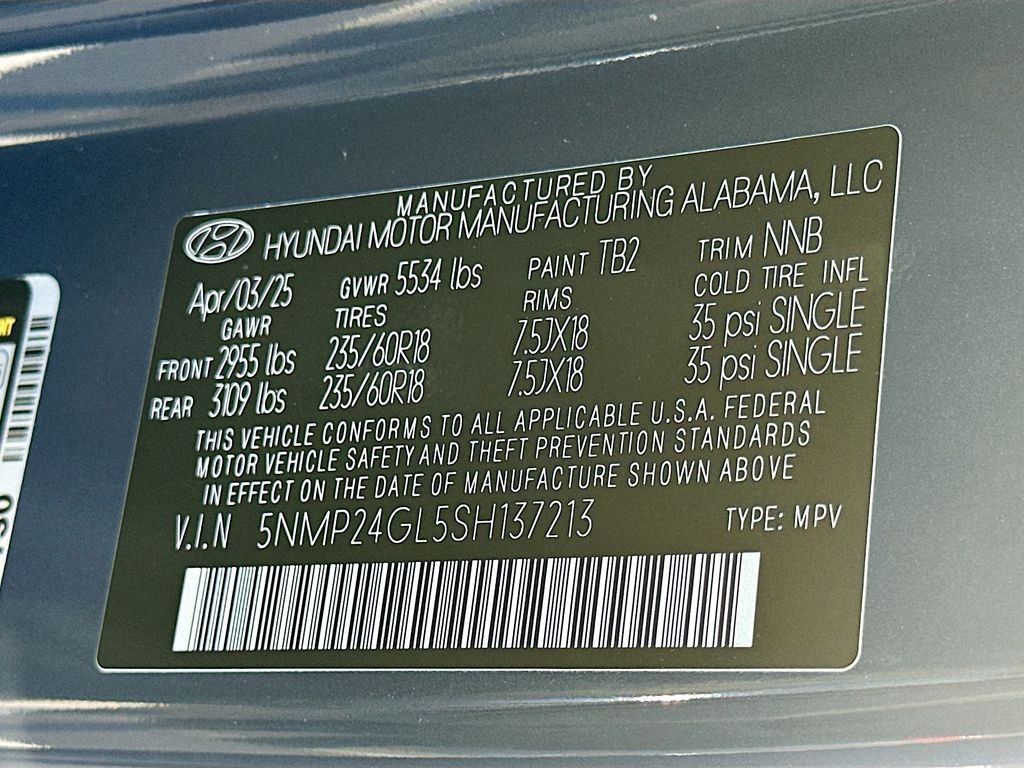 MANUFACTURED BY
HYUNDAI MOTOR MANUFACTURING ALABAMA, LLC
Apr/03/25 GVWR 5534 lbs PAINT TB2 TRIM NNB
GAWR TIRES RIMS COLD TIRE INFL
FRONT 2955 lbs 235/60R18 7.5JX18 35 psi SINGLE
REAR 3109 lbs 235/60R18 7.5JX18 35 psi SINGLE
THIS VEHICLE CONFORMS TO ALL APPLICABLE U.S.A. FEDERAL
MOTOR VEHICLE SAFETY AND THEFT PREVENTION STANDARDS
IN EFFECT ON THE DATE OF MANUFACTURE SHOWN ABOVE
V.I.N 5NMP24GL5SH137213 TYPE: MPV